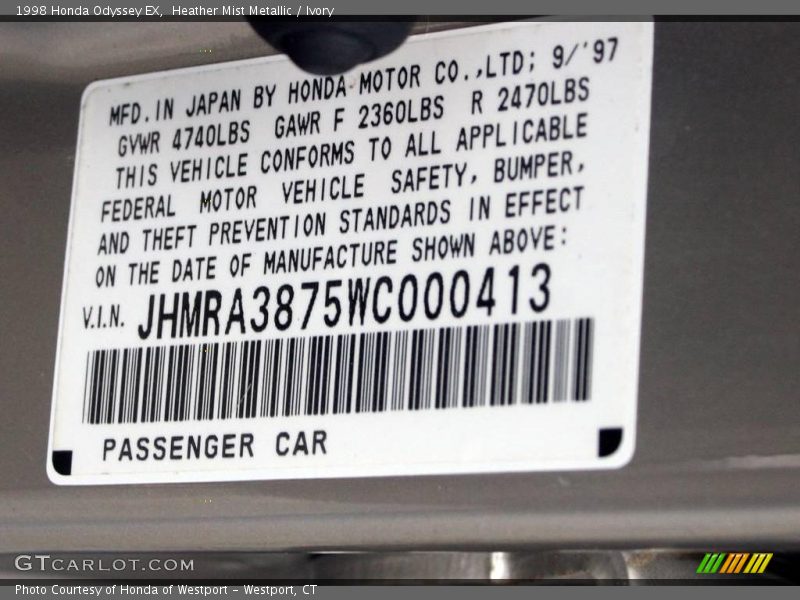 1998 Honda Odyssey EX, Heather Mist Metallic / Ivory
MFD.IN JAPAN BY HONDA MOTOR CO.,LTD; 9/'97
GVWR 4740LBS GAWR F 2360LBS R 2470LBS
THIS VEHICLE CONFORMS TO ALL APPLICABLE
FEDERAL MOTOR VEHICLE SAFETY, BUMPER,
AND THEFT PREVENTION STANDARDS IN EFFECT
ON THE DATE OF MANUFACTURE SHOWN ABOVE:
V.I.N. JHMRA3875WC000413
PASSENGER CAR
GTCARLOT.COM
Photo Courtesy of Honda of Westport - Westport, CT